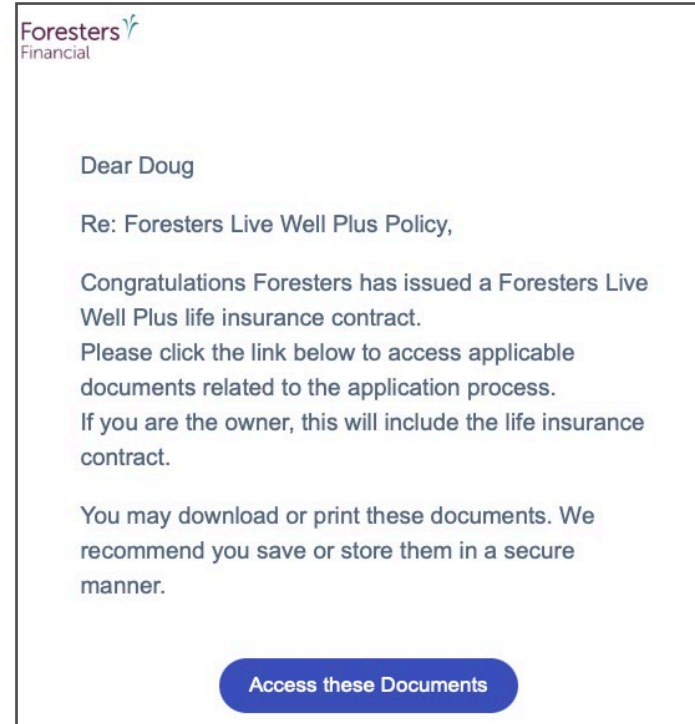 Foresters
Financial
Dear Doug
Re: Foresters Live Well Plus Policy,
Congratulations Foresters has issued a Foresters Live
Well Plus life insurance contract.
Please click the link below to access applicable
documents related to the application process.
If you are the owner, this will include the life insurance
contract.
You may download or print these documents. We
recommend you save or store them in a secure
manner.
Access these Documents